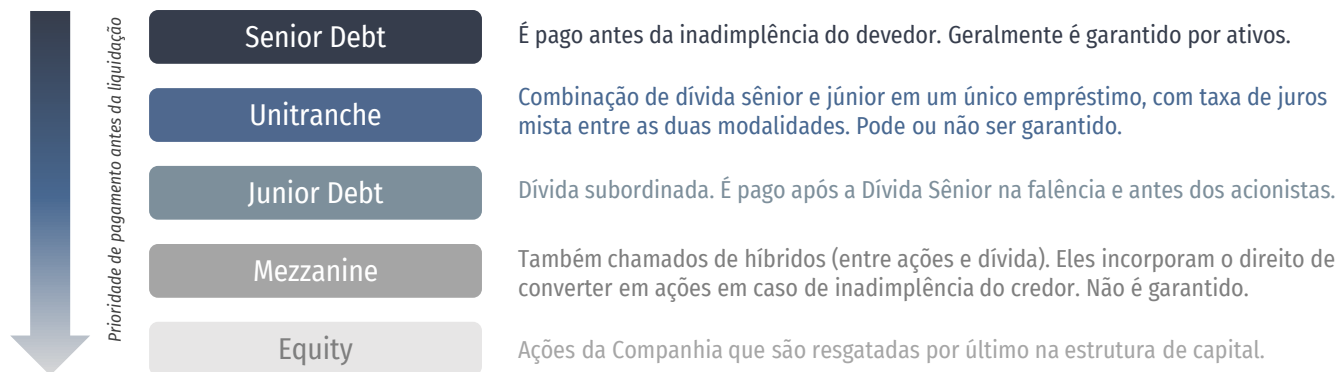 Prioridade de pagamento antes da liquidação
Senior Debt
É pago antes da inadimplência do devedor. Geralmente é garantido por ativos.
Unitranche
Combinação de dívida sênior e júnior em um único empréstimo, com taxa de juros
mista entre as duas modalidades. Pode ou não ser garantido.
Junior Debt
Dívida subordinada. É pago após a Dívida Sênior na falência e antes dos acionistas.
Mezzanine
Também chamados de híbridos (entre ações e dívida). Eles incorporam o direito de
converter em ações em caso de inadimplência do credor. Não é garantido.
Equity
Ações da Companhia que são resgatadas por último na estrutura de capital.